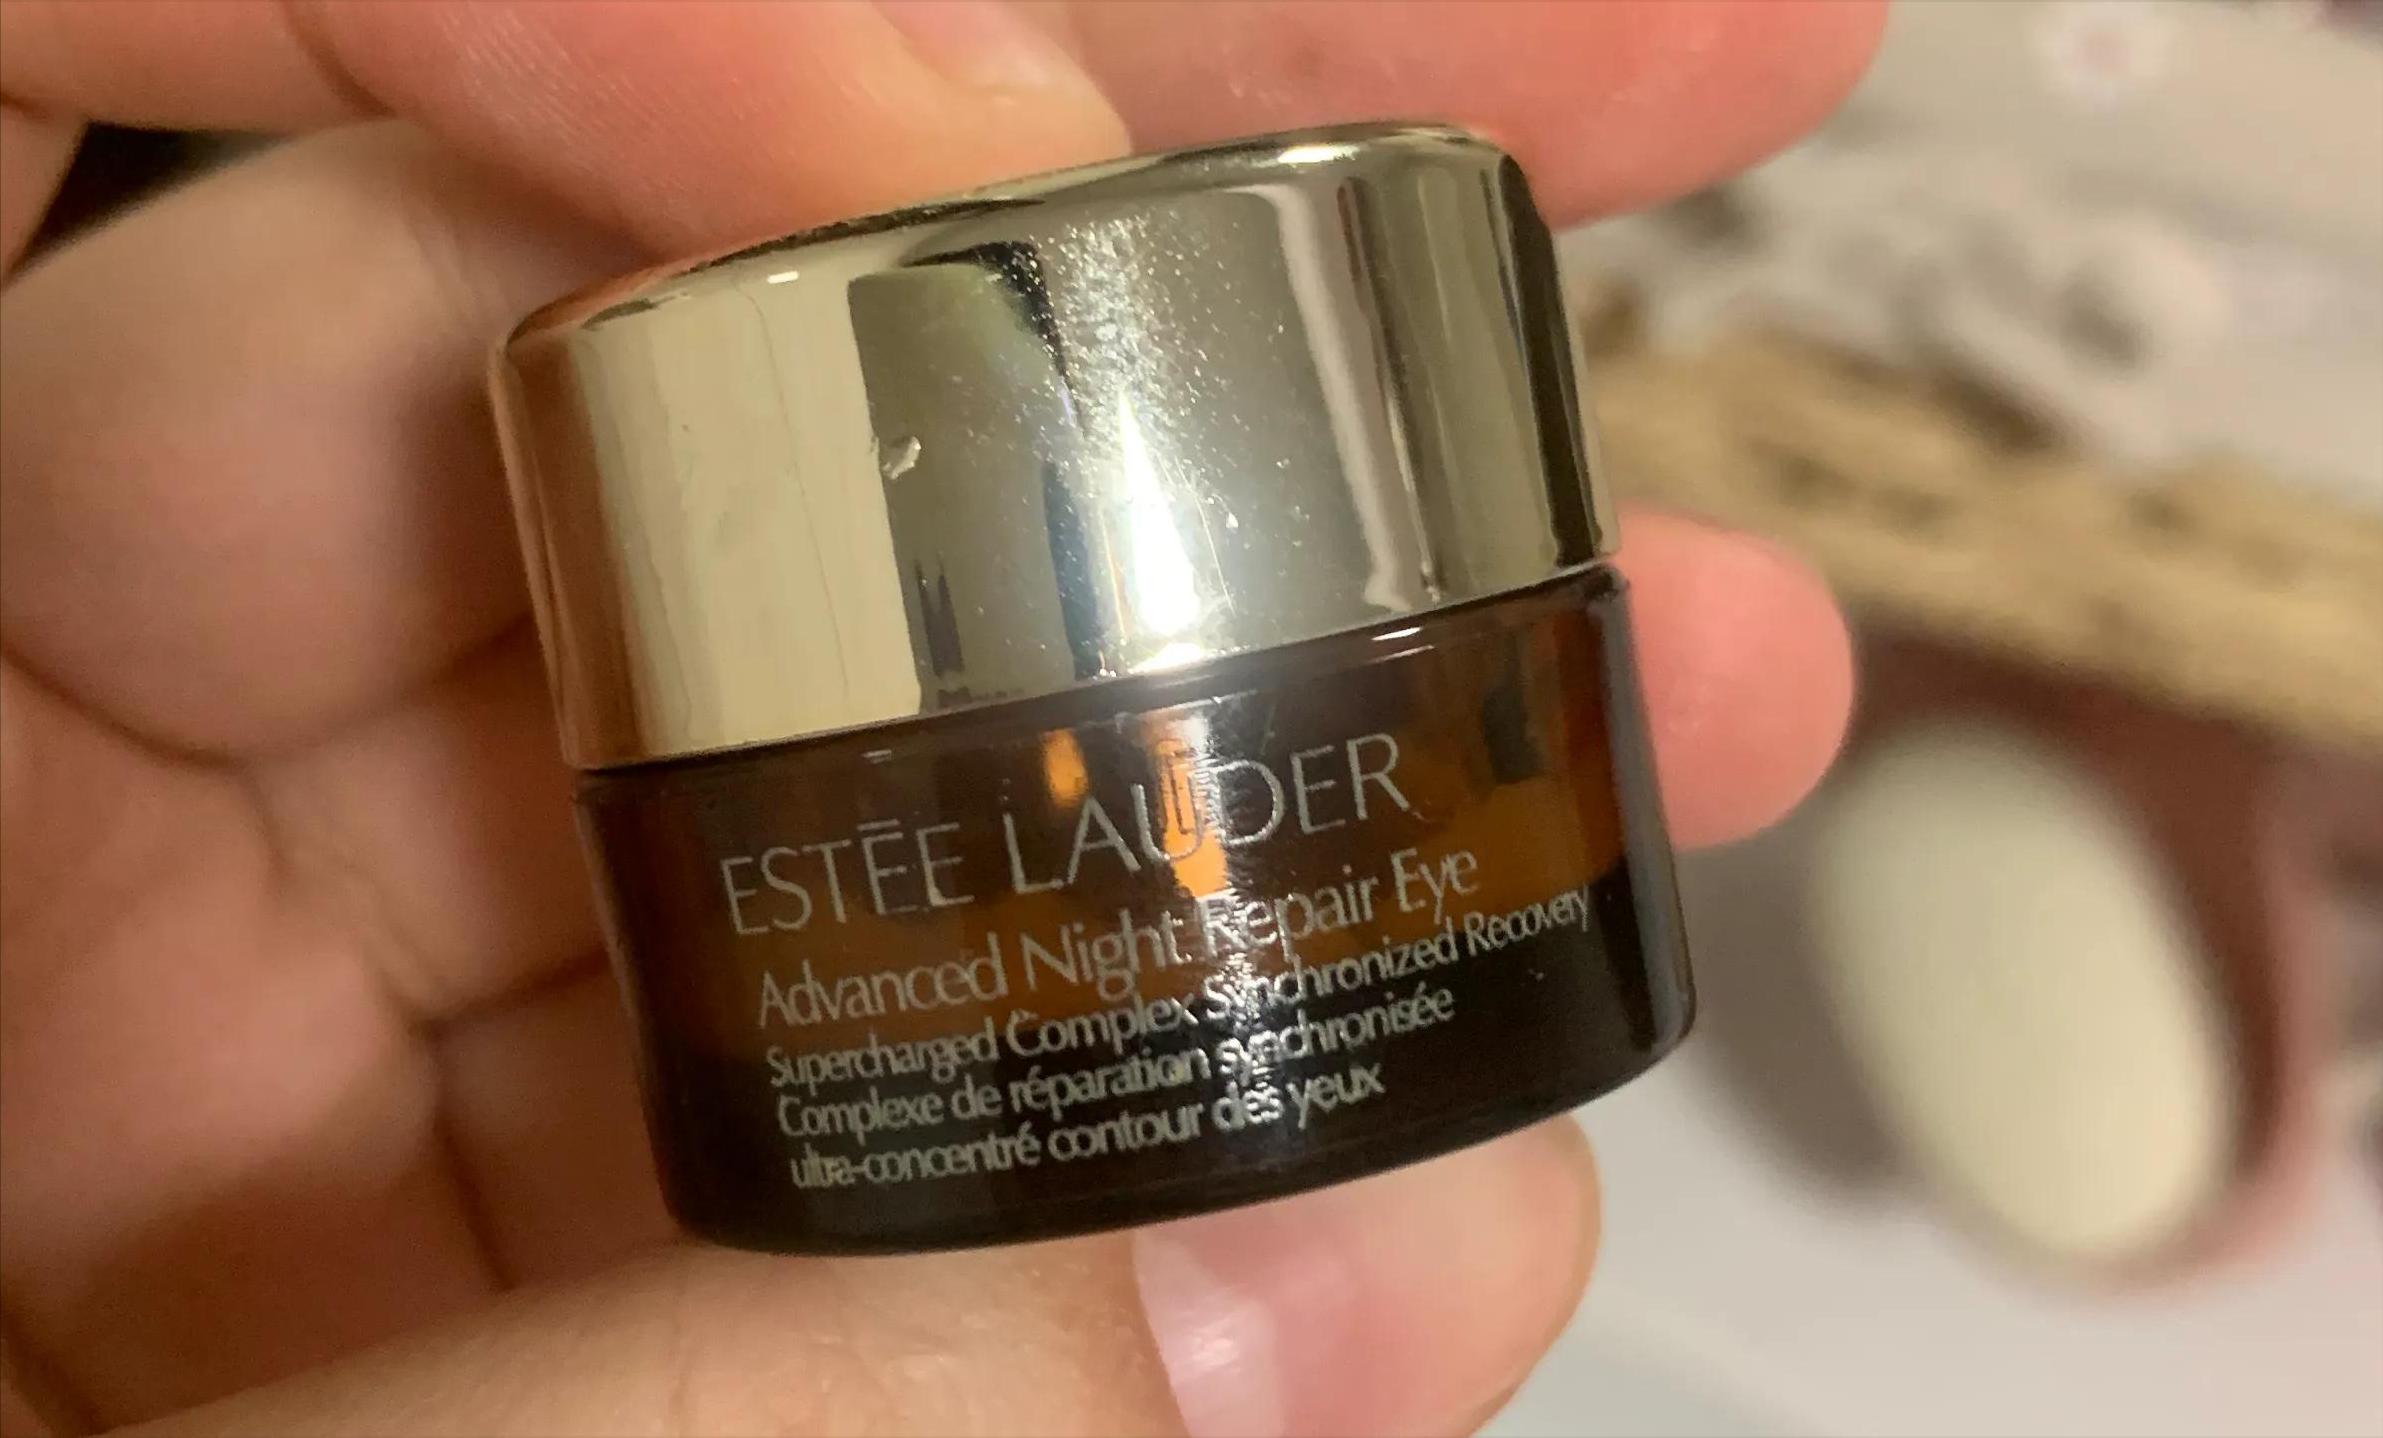 ESTĒE LAUDER
Advanced Night Repair Eye
Supercharged Complex Synchronized Recovery
Complexe de réparation synchronisée
ultra-concentré contour des yeux